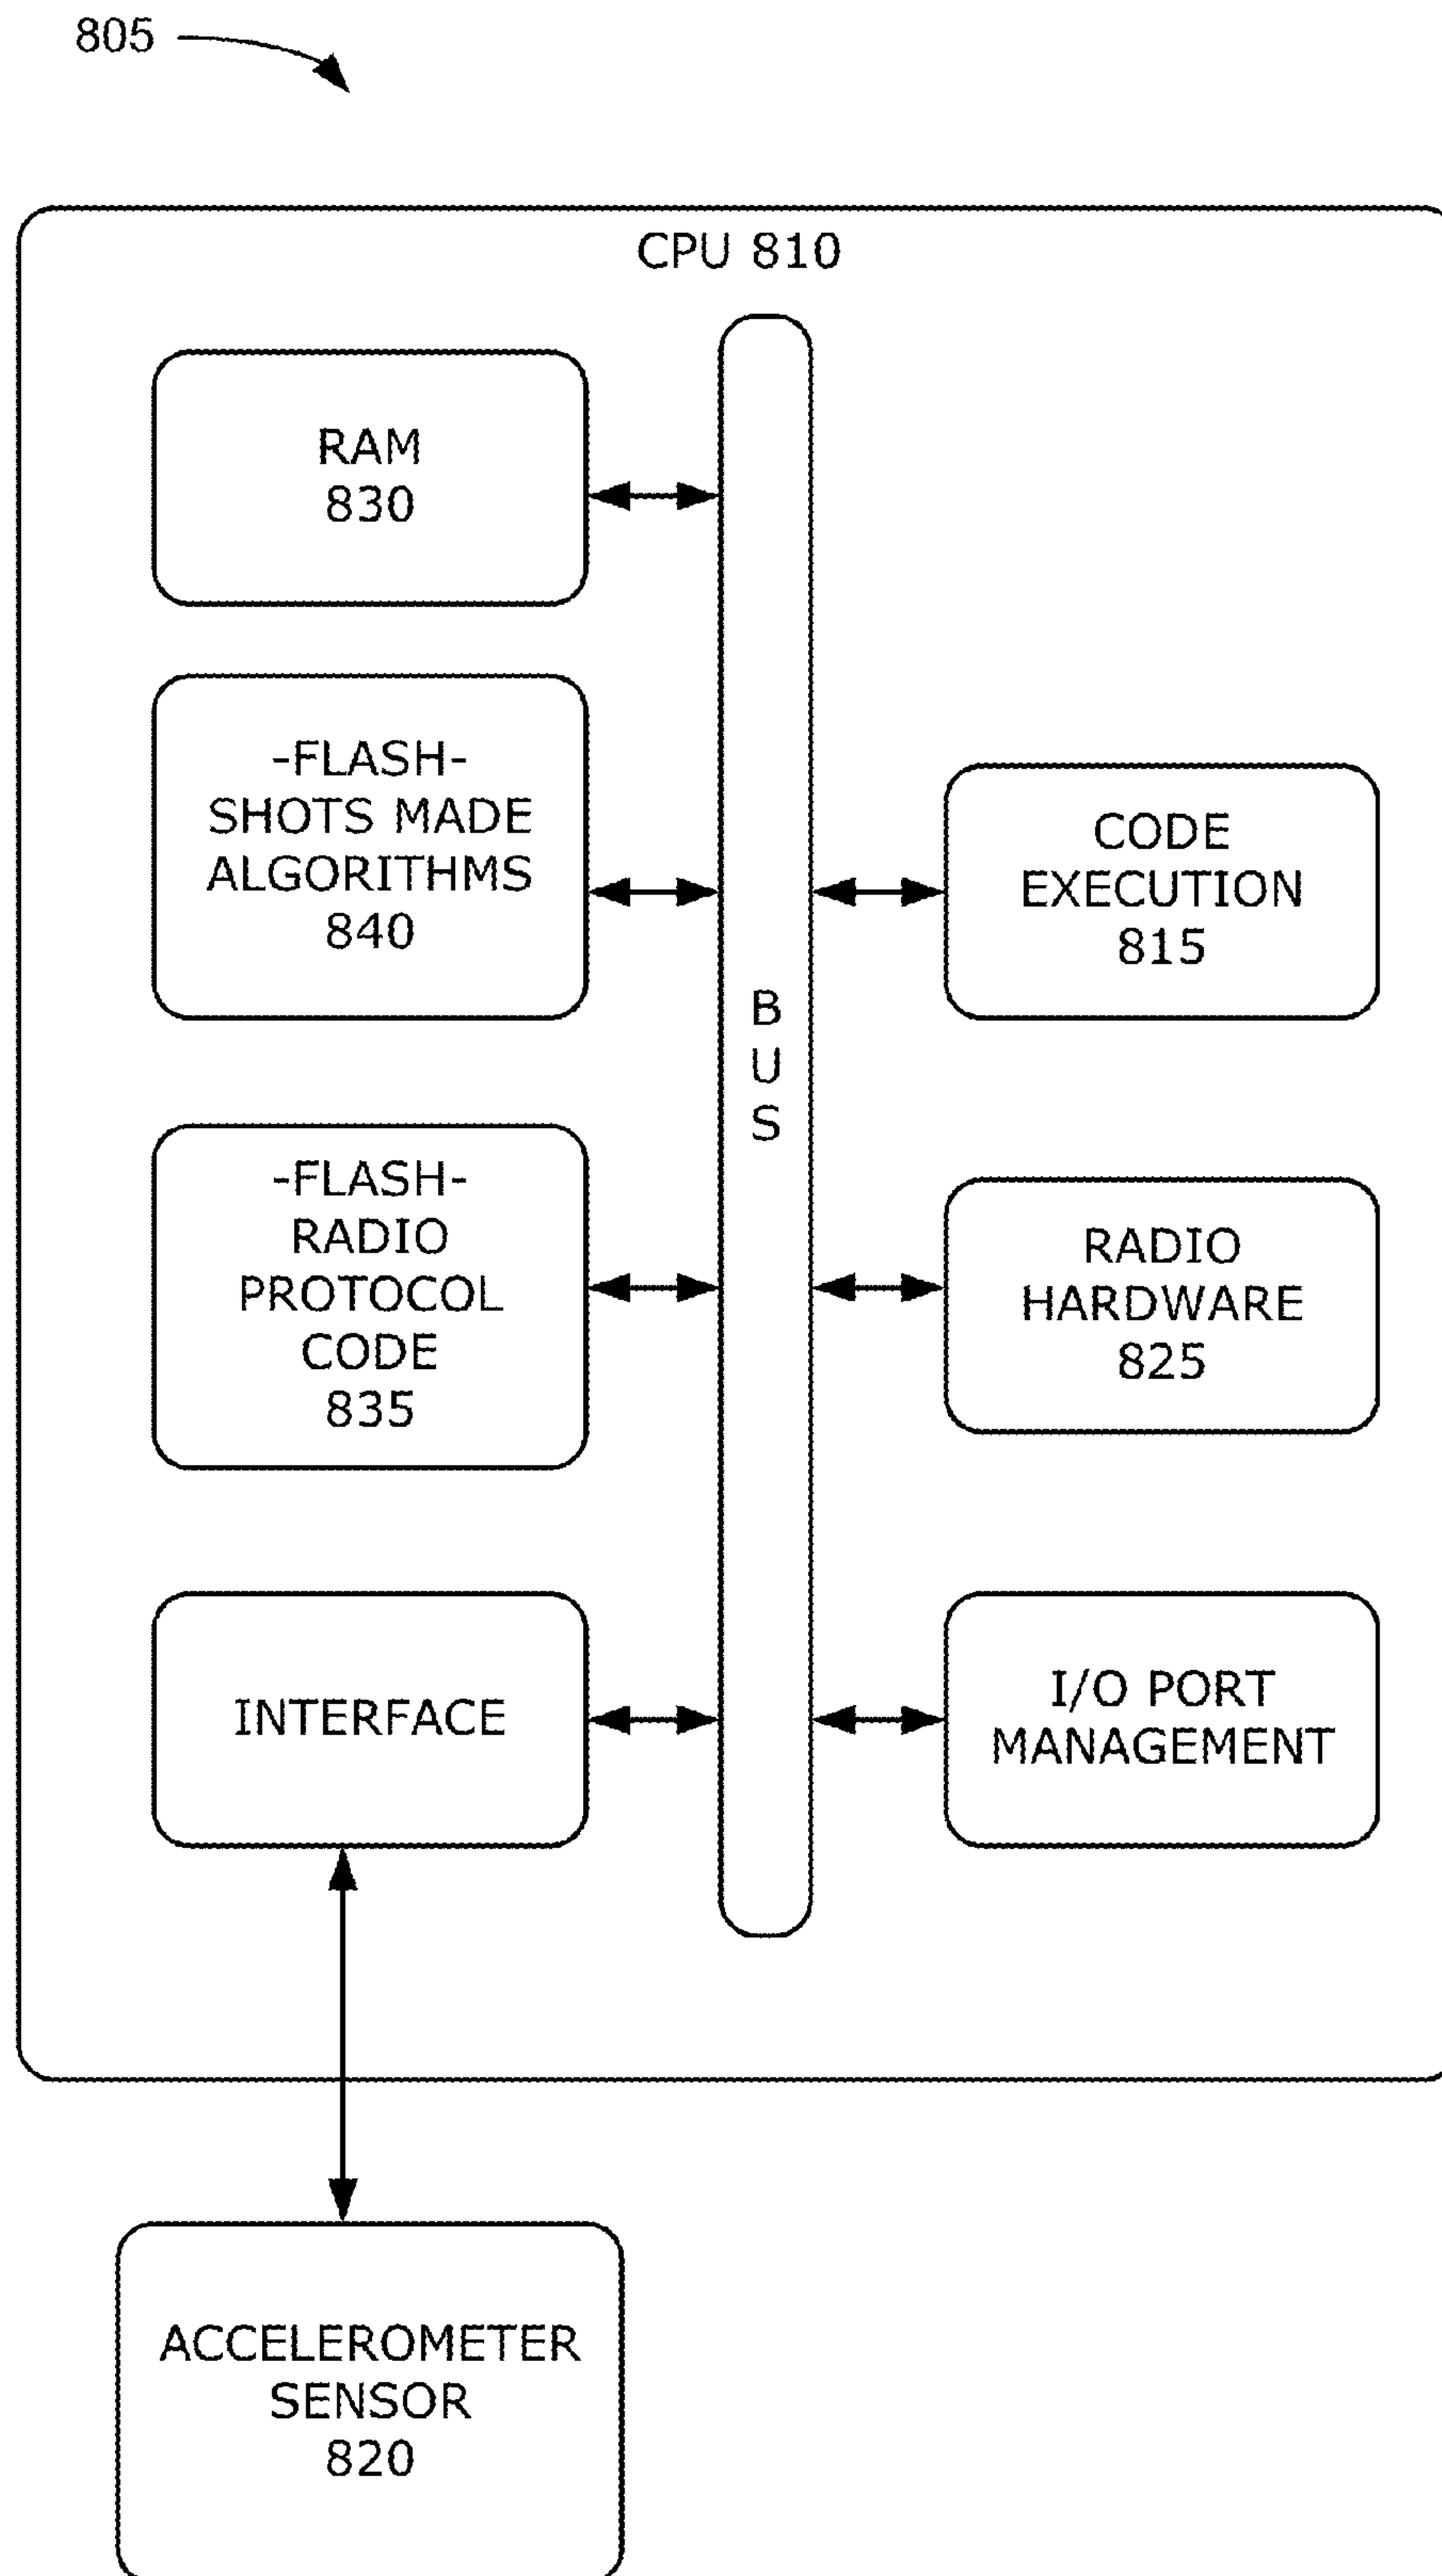 805
CPU 810
RAM
830
-FLASH-
SHOTS MADE
ALGORITHMS
840
-FLASH-
RADIO
PROTOCOL
CODE
835
INTERFACE
B
U
S
CODE
EXECUTION
815
RADIO
HARDWARE
825
I/O PORT
MANAGEMENT
ACCELEROMETER
SENSOR
820